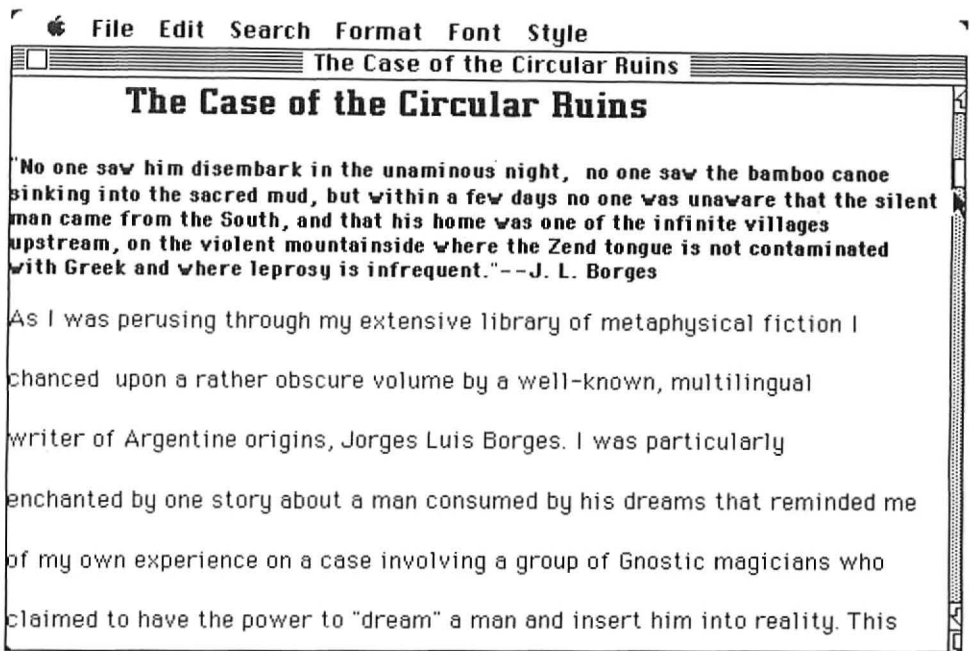 File Edit Search Format Font Style
The Case of the Circular Ruins
The Case of the Circular Ruins
"No one saw him disembark in the unaminous night, no one saw the bamboo canoe
sinking into the sacred mud, but within a few days no one was unaware that the silent
man came from the South, and that his home was one of the infinite villages
upstream, on the violent mountainside where the Zend tongue is not contaminated
with Greek and where leprosy is infrequent."--J. L. Borges
As I was perusing through my extensive library of metaphysical fiction I
chanced upon a rather obscure volume by a well-known, multilingual
writer of Argentine origins, Jorges Luis Borges. I was particularly
enchanted by one story about a man consumed by his dreams that reminded me
of my own experience on a case involving a group of Gnostic magicians who
claimed to have the power to "dream" a man and insert him into reality. This